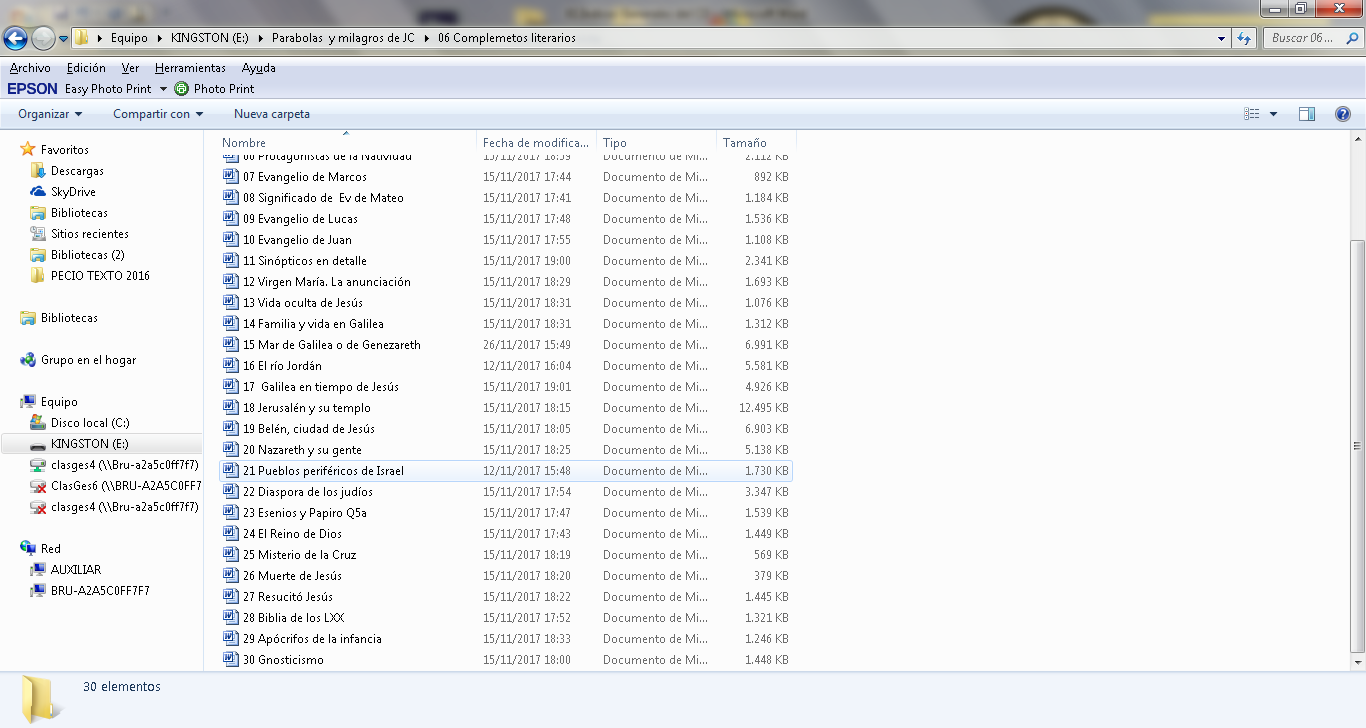 Equipo ▸ KINGSTON (E:) ▸ Parabolas y milagros de JC ▸ 06 Complemetos literarios
Buscar 06 ...
Archivo Edición Ver Herramientas Ayuda
EPSON Easy Photo Print Photo Print
Organizar Compartir con Nueva carpeta
Favoritos
Descargas
SkyDrive
Bibliotecas
Sitios recientes
Bibliotecas (2)
PECIO TEXTO 2016
Bibliotecas
Grupo en el hogar
Equipo
Disco local (C:)
KINGSTON (E:)
clasges4 (\\Bru-a2a5c0ff7f7)
ClasGes6 (\\BRU-A2A5C0FF7
clasges4 (\\Bru-a2a5c0ff7f7)
Red
AUXILIAR
BRU-A2A5C0FF7F7
Nombre Fecha de modifica... Tipo Tamaño
06 Protagonistas de la Natividad 15/11/2017 18:39 Documento de Mi... 2.112 KB
07 Evangelio de Marcos 15/11/2017 17:44 Documento de Mi... 892 KB
08 Significado de Ev de Mateo 15/11/2017 17:41 Documento de Mi... 1.184 KB
09 Evangelio de Lucas 15/11/2017 17:48 Documento de Mi... 1.536 KB
10 Evangelio de Juan 15/11/2017 17:55 Documento de Mi... 1.108 KB
11 Sinópticos en detalle 15/11/2017 19:00 Documento de Mi... 2.341 KB
12 Virgen María. La anunciación 15/11/2017 18:29 Documento de Mi... 1.693 KB
13 Vida oculta de Jesús 15/11/2017 18:31 Documento de Mi... 1.076 KB
14 Familia y vida en Galilea 15/11/2017 18:31 Documento de Mi... 1.312 KB
15 Mar de Galilea o de Genezareth 26/11/2017 15:49 Documento de Mi... 6.991 KB
16 El río Jordán 12/11/2017 16:04 Documento de Mi... 5.581 KB
17 Galilea en tiempo de Jesús 15/11/2017 19:01 Documento de Mi... 4.926 KB
18 Jerusalén y su templo 15/11/2017 18:15 Documento de Mi... 12.495 KB
19 Belén, ciudad de Jesús 15/11/2017 18:05 Documento de Mi... 6.903 KB
20 Nazareth y su gente 15/11/2017 18:25 Documento de Mi... 5.138 KB
21 Pueblos periféricos de Israel 12/11/2017 15:48 Documento de Mi... 1.730 KB
22 Diaspora de los judíos 15/11/2017 17:54 Documento de Mi... 3.347 KB
23 Esenios y Papiro Q5a 15/11/2017 17:47 Documento de Mi... 1.539 KB
24 El Reino de Dios 15/11/2017 17:43 Documento de Mi... 1.449 KB
25 Misterio de la Cruz 15/11/2017 18:19 Documento de Mi... 569 KB
26 Muerte de Jesús 15/11/2017 18:20 Documento de Mi... 379 KB
27 Resucitó Jesús 15/11/2017 18:22 Documento de Mi... 1.445 KB
28 Biblia de los LXX 15/11/2017 17:52 Documento de Mi... 1.321 KB
29 Apócrifos de la infancia 15/11/2017 18:33 Documento de Mi... 1.246 KB
30 Gnosticismo 15/11/2017 18:00 Documento de Mi... 1.448 KB
30 elementos